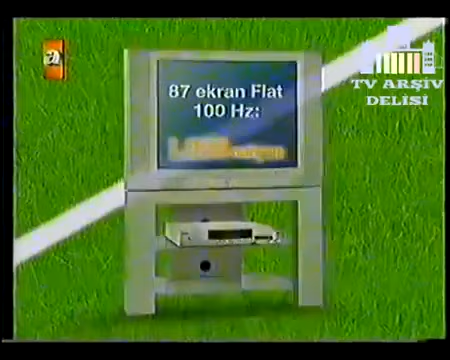 a
TV ARŞİV
DELİSİ
87 ekran Flat
100 Hz: